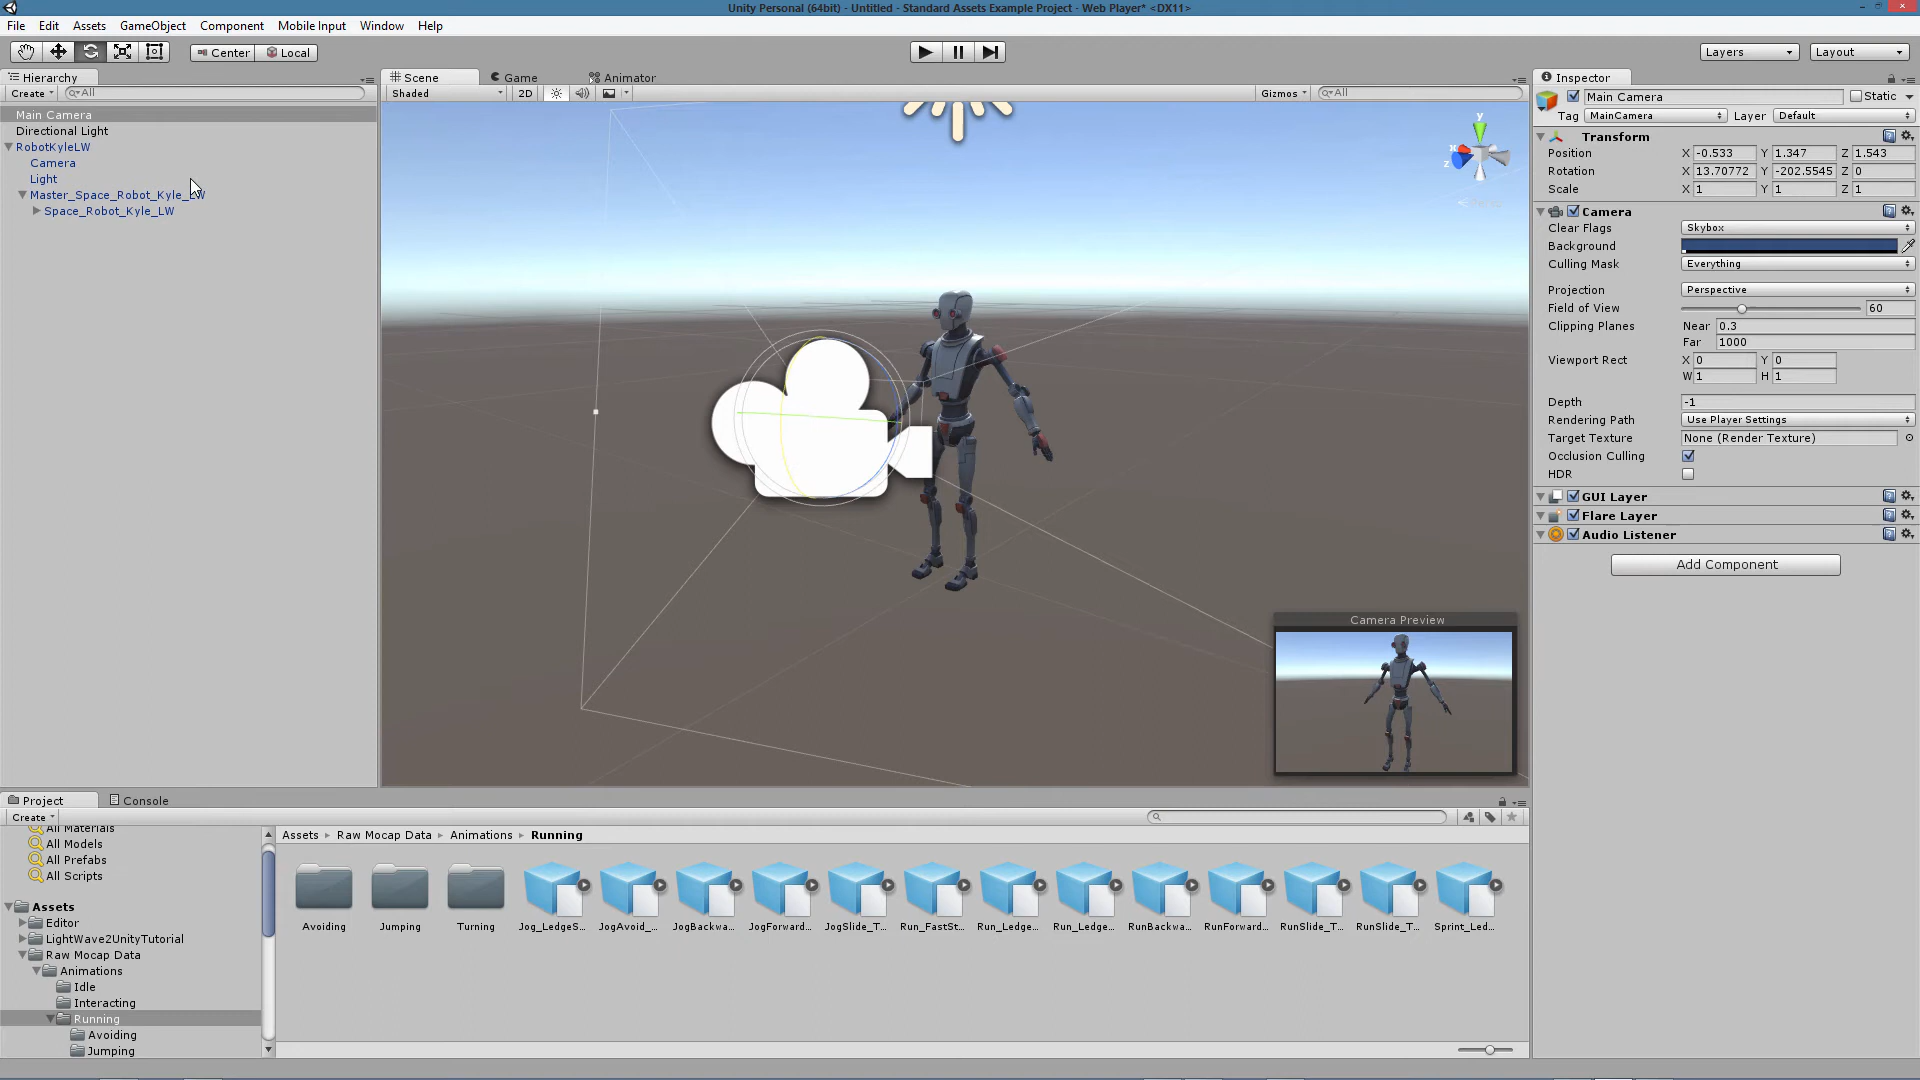 Unity Personal (64bit) - Untitled - Standard Assets Example Project - Web Player* <DX11>
File Edit Assets GameObject Component Mobile Input Window Help
Center Local
Layers Layout
Hierarchy
Create All
Main Camera
Directional Light
RobotKyleLW
Camera
Light
Master_Space_Robot_Kyle_LW
Space_Robot_Kyle_LW
Scene Game Animator
Shaded 2D Gizmos All
y
x
z
Camera Preview
Inspector
Main Camera Static
Tag MainCamera Layer Default
Transform
Position X -0.533 Y 1.347 Z 1.543
Rotation X 13.70772 Y -202.5545 Z 0
Scale X 1 Y 1 Z 1
Camera
Clear Flags Skybox
Background
Culling Mask Everything
Projection Perspective
Field of View 60
Clipping Planes Near 0.3
Far 1000
Viewport Rect X 0 Y 0
W 1 H 1
Depth -1
Rendering Path Use Player Settings
Target Texture None (Render Texture)
Occlusion Culling
HDR
GUI Layer
Flare Layer
Audio Listener
Add Component
Project Console
Create
All Materials
All Models
All Prefabs
All Scripts
Assets
Editor
LightWave2UnityTutorial
Raw Mocap Data
Animations
Idle
Interacting
Running
Avoiding
Jumping
Assets Raw Mocap Data Animations Running
Avoiding Jumping Turning Jog_LedgeS... JogAvoid_... JogBackwa... JogForward... JogSlide_T... Run_FastSt... Run_Ledge... Run_Ledge... RunBackwa... RunForward... RunSlide_T... RunSlide_T... Sprint_Led...